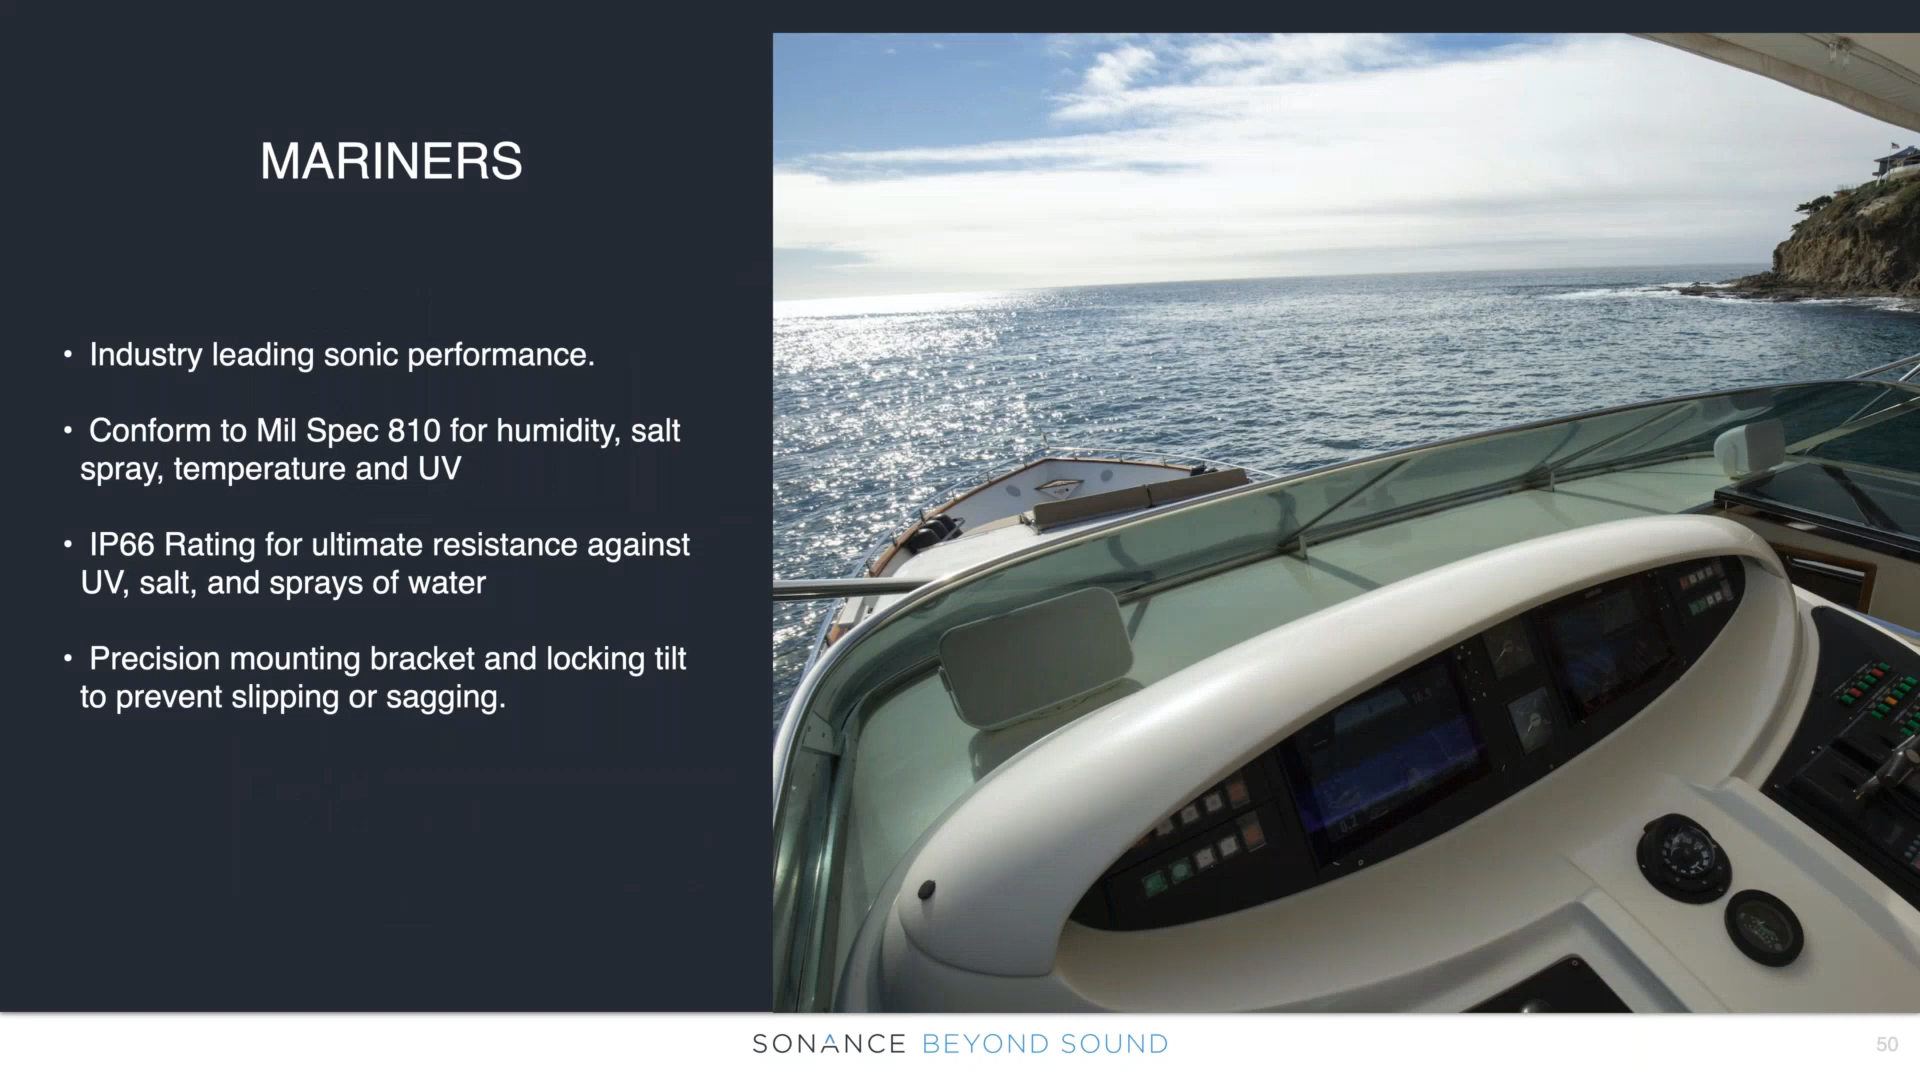 MARINERS
• Industry leading sonic performance.
• Conform to Mil Spec 810 for humidity, salt
spray, temperature and UV
• IP66 Rating for ultimate resistance against
UV, salt, and sprays of water
• Precision mounting bracket and locking tilt
to prevent slipping or sagging.
SONANCE BEYOND SOUND
50